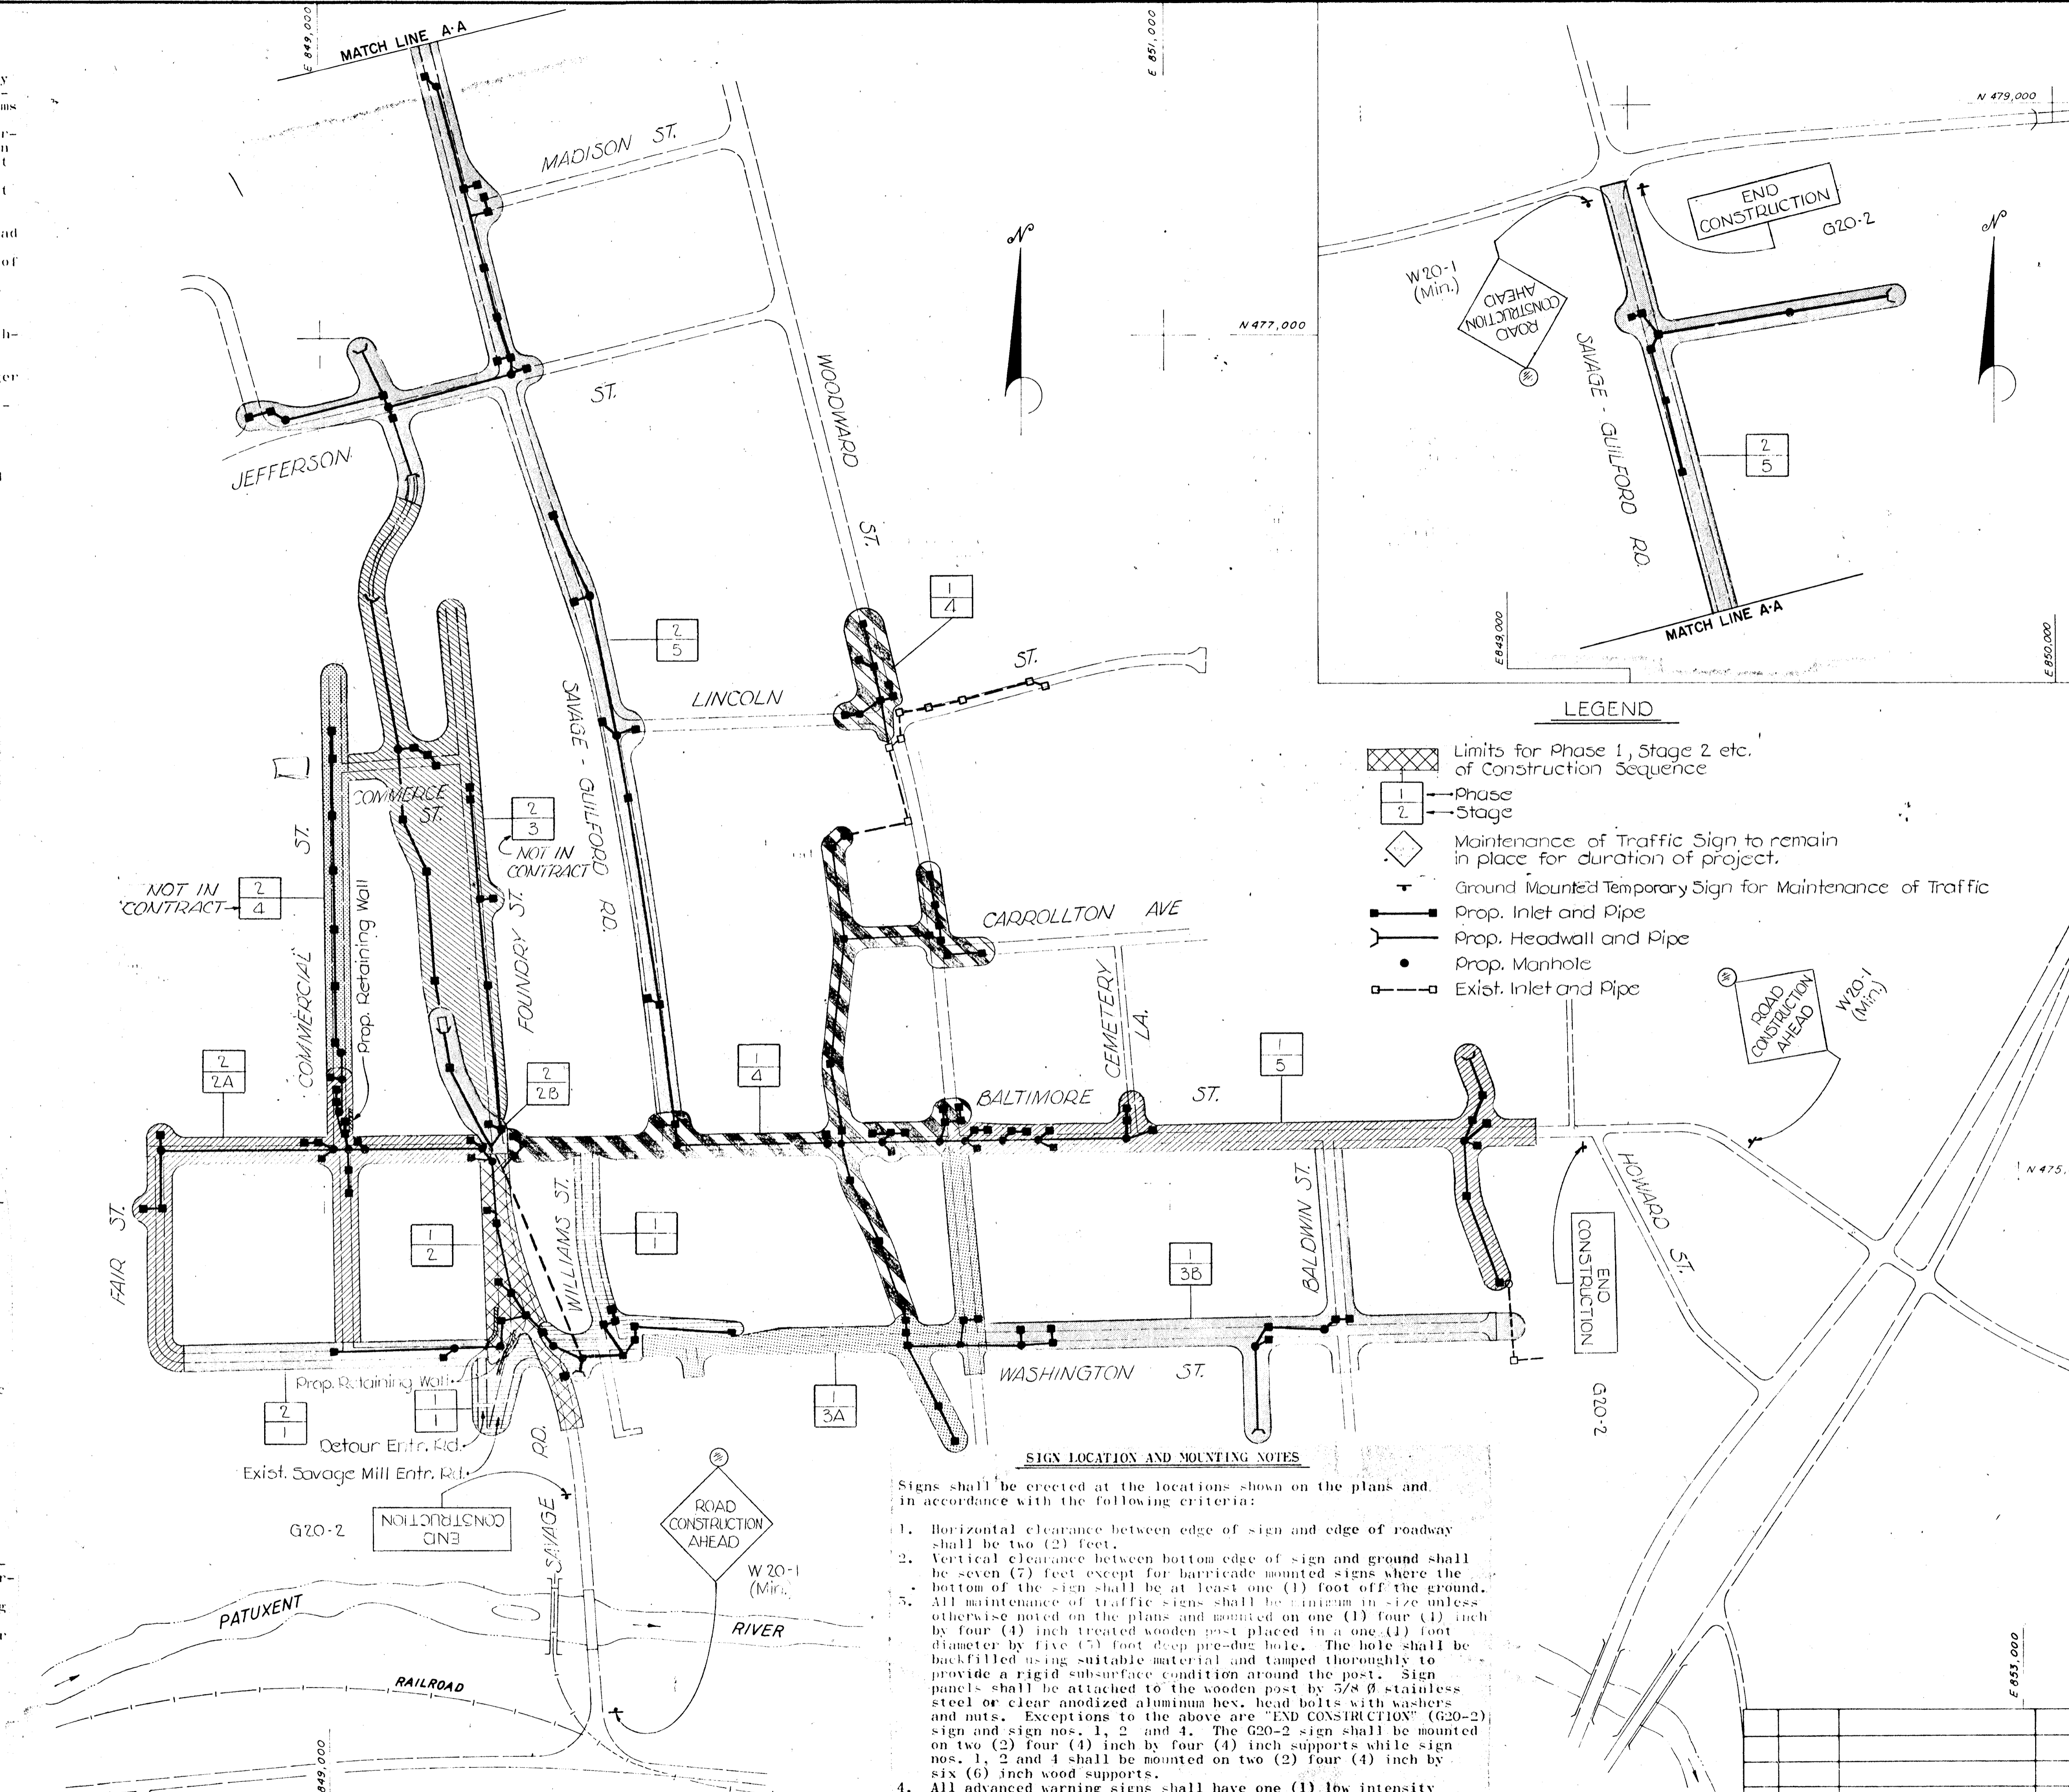 MATCH LINE A-A
E 849,000
E 851,000
MADISON ST.
N 477,000
JEFFERSON ST.
WOODWARD ST.
SAVAGE - GUILFORD RD.
2
5
1
4
LINCOLN ST.
COMMERCE ST.
2
3
NOT IN
CONTRACT
NOT IN
CONTRACT
2
4
COMMERCIAL ST.
Prop. Retaining Wall
FOUNDRY ST.
CARROLLTON AVE
CEMETERY LA.
2
2A
2
2B
1
4
BALTIMORE ST.
1
5
FAIR ST.
1
2
WILLIAMS ST.
1
1
1
3B
BALDWIN ST.
HOWARD ST.
WASHINGTON ST.
Prop. Retaining Wall
2
1
1
1
1
3A
Detour Entr. Rd.
Exist. Savage Mill Entr. Rd.
END
CONSTRUCTION
G20-2
SAVAGE RD.
ROAD
CONSTRUCTION
AHEAD
W20-1
(Min.)
PATUXENT RIVER
RAILROAD
849,000
N 479,000
END
CONSTRUCTION
G20-2
W20-1
(Min.)
ROAD
CONSTRUCTION
AHEAD
SAVAGE - GUILFORD RD.
2
5
MATCH LINE A-A
E 849,000
E 850,000
LEGEND
Limits for Phase 1, Stage 2 etc.
of Construction Sequence
1 Phase
2 Stage
Maintenance of Traffic Sign to remain
in place for duration of project.
Ground Mounted Temporary Sign for Maintenance of Traffic
Prop. Inlet and Pipe
Prop. Headwall and Pipe
Prop. Manhole
Exist. Inlet and Pipe
ROAD
CONSTRUCTION
AHEAD
W20-1
(Min.)
N 475,
END
CONSTRUCTION
G20-2
E 853,000
SIGN LOCATION AND MOUNTING NOTES
Signs shall be erected at the locations shown on the plans and
in accordance with the following criteria:
1. Horizontal clearance between edge of sign and edge of roadway
shall be two (2) feet.
2. Vertical clearance between bottom edge of sign and ground shall
be seven (7) feet except for barricade mounted signs where the
bottom of the sign shall be at least one (1) foot off the ground.
3. All maintenance of traffic signs shall be minimum in size unless
otherwise noted on the plans and mounted on one (1) four (4) inch
by four (4) inch treated wooden post placed in a one (1) foot
diameter by five (5) foot deep pre-dug hole. The hole shall be
backfilled using suitable material and tamped thoroughly to
provide a rigid subsurface condition around the post. Sign
panels shall be attached to the wooden post by 5/8 Ø stainless
steel or clear anodized aluminum hex. head bolts with washers
and nuts. Exceptions to the above are "END CONSTRUCTION" (G20-2)
sign and sign nos. 1, 2 and 4. The G20-2 sign shall be mounted
on two (2) four (4) inch by four (4) inch supports while sign
nos. 1, 2 and 4 shall be mounted on two (2) four (4) inch by
six (6) inch wood supports.
4. All advanced warning signs shall have one (1) low intensity